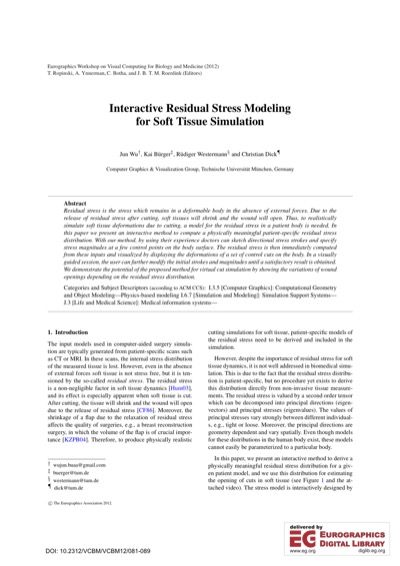 Eurographics Workshop on Visual Computing for Biology and Medicine (2012)
T. Ropinski, A. Ynnerman, C. Botha, and J. B. T. M. Roerdink (Editors)
Interactive Residual Stress Modeling
for Soft Tissue Simulation
Jun Wu†, Kai Bürger‡, Rüdiger Westermann§ and Christian Dick¶
Computer Graphics & Visualization Group, Technische Universität München, Germany
Abstract
Residual stress is the stress which remains in a deformable body in the absence of external forces. Due to the
release of residual stress after cutting, soft tissues will shrink and the wound will open. Thus, to realistically
simulate soft tissue deformations due to cutting, a model for the residual stress in a patient body is needed. In
this paper we present an interactive method to compute a physically meaningful patient-specific residual stress
distribution. With our method, by using their experience doctors can sketch directional stress strokes and specify
stress magnitudes at a few control points on the body surface. The residual stress is then immediately computed
from these inputs and visualized by displaying the deformations of a set of control cuts on the body. In a visually
guided session, the user can further modify the initial strokes and magnitudes until a satisfactory result is obtained.
We demonstrate the potential of the proposed method for virtual cut simulation by showing the variations of wound
openings depending on the residual stress distribution.
Categories and Subject Descriptors (according to ACM CCS): I.3.5 [Computer Graphics]: Computational Geometry
and Object Modeling—Physics-based modeling I.6.7 [Simulation and Modeling]: Simulation Support Systems—
J.3 [Life and Medical Science]: Medical information systems—
1. Introduction
The input models used in computer-aided surgery simula-
tion are typically generated from patient-specific scans such
as CT or MRI. In these scans, the internal stress distribution
of the measured tissue is lost. However, even in the absence
of external forces soft tissue is not stress free, but it is ten-
sioned by the so-called residual stress. The residual stress
is a non-negligible factor in soft tissue dynamics [Hum03],
and its effect is especially apparent when soft tissue is cut.
After cutting, the tissue will shrink and the wound will open
due to the release of residual stress [CF86]. Moreover, the
shrinkage of a flap due to the relaxation of residual stress
affects the quality of surgeries, e.g., a breast reconstruction
surgery, in which the volume of the flap is of crucial impor-
tance [KZPB04]. Therefore, to produce physically realistic
† wujun.buaa@gmail.com
‡ buerger@tum.de
§ westermann@tum.de
¶ dick@tum.de
© The Eurographics Association 2012.
cutting simulations for soft tissue, patient-specific models of
the residual stress need to be derived and included in the
simulation.
However, despite the importance of residual stress for soft
tissue dynamics, it is not well addressed in biomedical simu-
lation. This is due to the fact that the residual stress distribu-
tion is patient-specific, but no procedure yet exists to derive
this distribution directly from non-invasive tissue measure-
ments. The residual stress is valued by a second order tensor
which can be decomposed into principal directions (eigen-
vectors) and principal stresses (eigenvalues). The values of
principal stresses vary strongly between different individual-
s, e.g., tight or loose. Moreover, the principal directions are
geometry dependent and vary spatially. Even though models
for these distributions in the human body exist, these models
cannot easily be parameterized to a particular body.
In this paper, we present an interactive method to derive a
physically meaningful residual stress distribution for a giv-
en patient model, and we use this distribution for estimating
the opening of cuts in soft tissue (see Figure 1 and the at-
tached video). The stress model is interactively designed by
delivered by
EG EUROGRAPHICS
DIGITAL LIBRARY
www.eg.org diglib.eg.org
DOI: 10.2312/VCBM/VCBM12/081-089